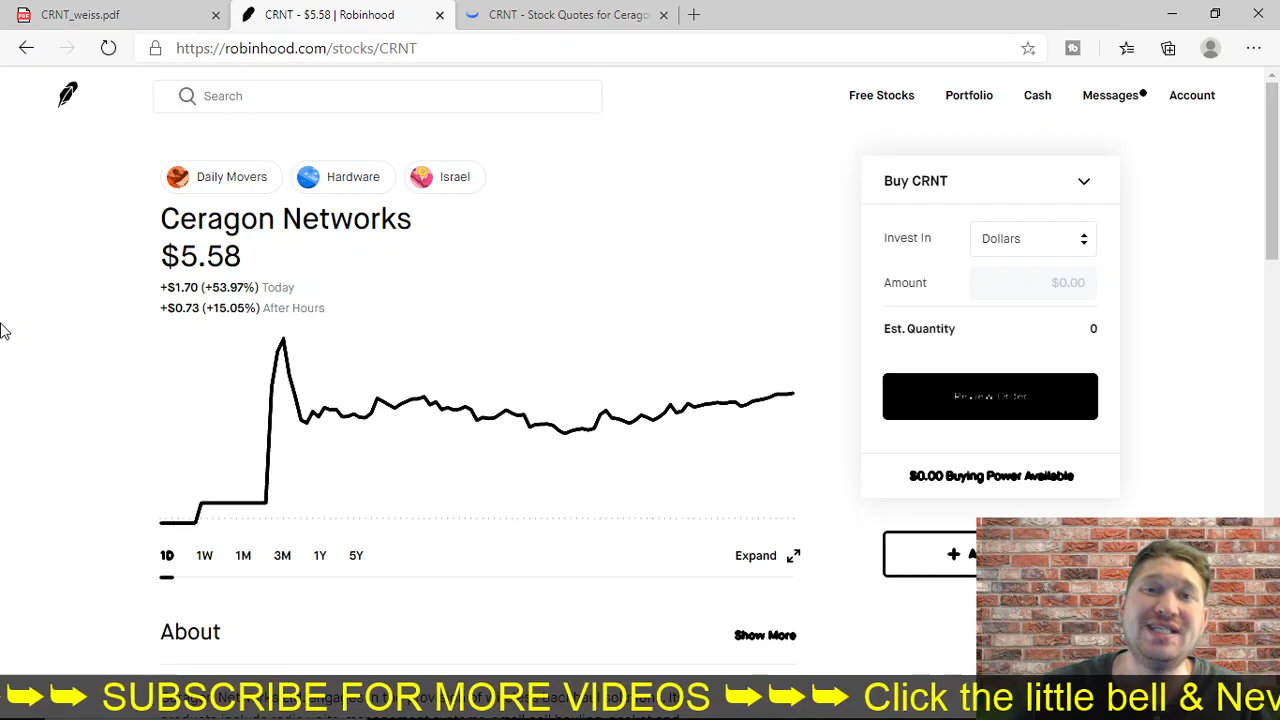 CRNT_weiss.pdf
CRNT - $5.58 | Robinhood
CRNT - Stock Quotes for Cerago
https://robinhood.com/stocks/CRNT
Search
Free Stocks
Portfolio
Cash
Messages
Account
Daily Movers
Hardware
Israel
Ceragon Networks
$5.58
+$1.70 (+53.97%) Today
+$0.73 (+15.05%) After Hours
Buy CRNT
Invest In
Dollars
Amount
$0.00
Est. Quantity
0
Review Order
$0.00 Buying Power Available
1D 1W 1M 3M 1Y 5Y
Expand
About
Show More
SUBSCRIBE FOR MORE VIDEOS
Click the little bell & Nev